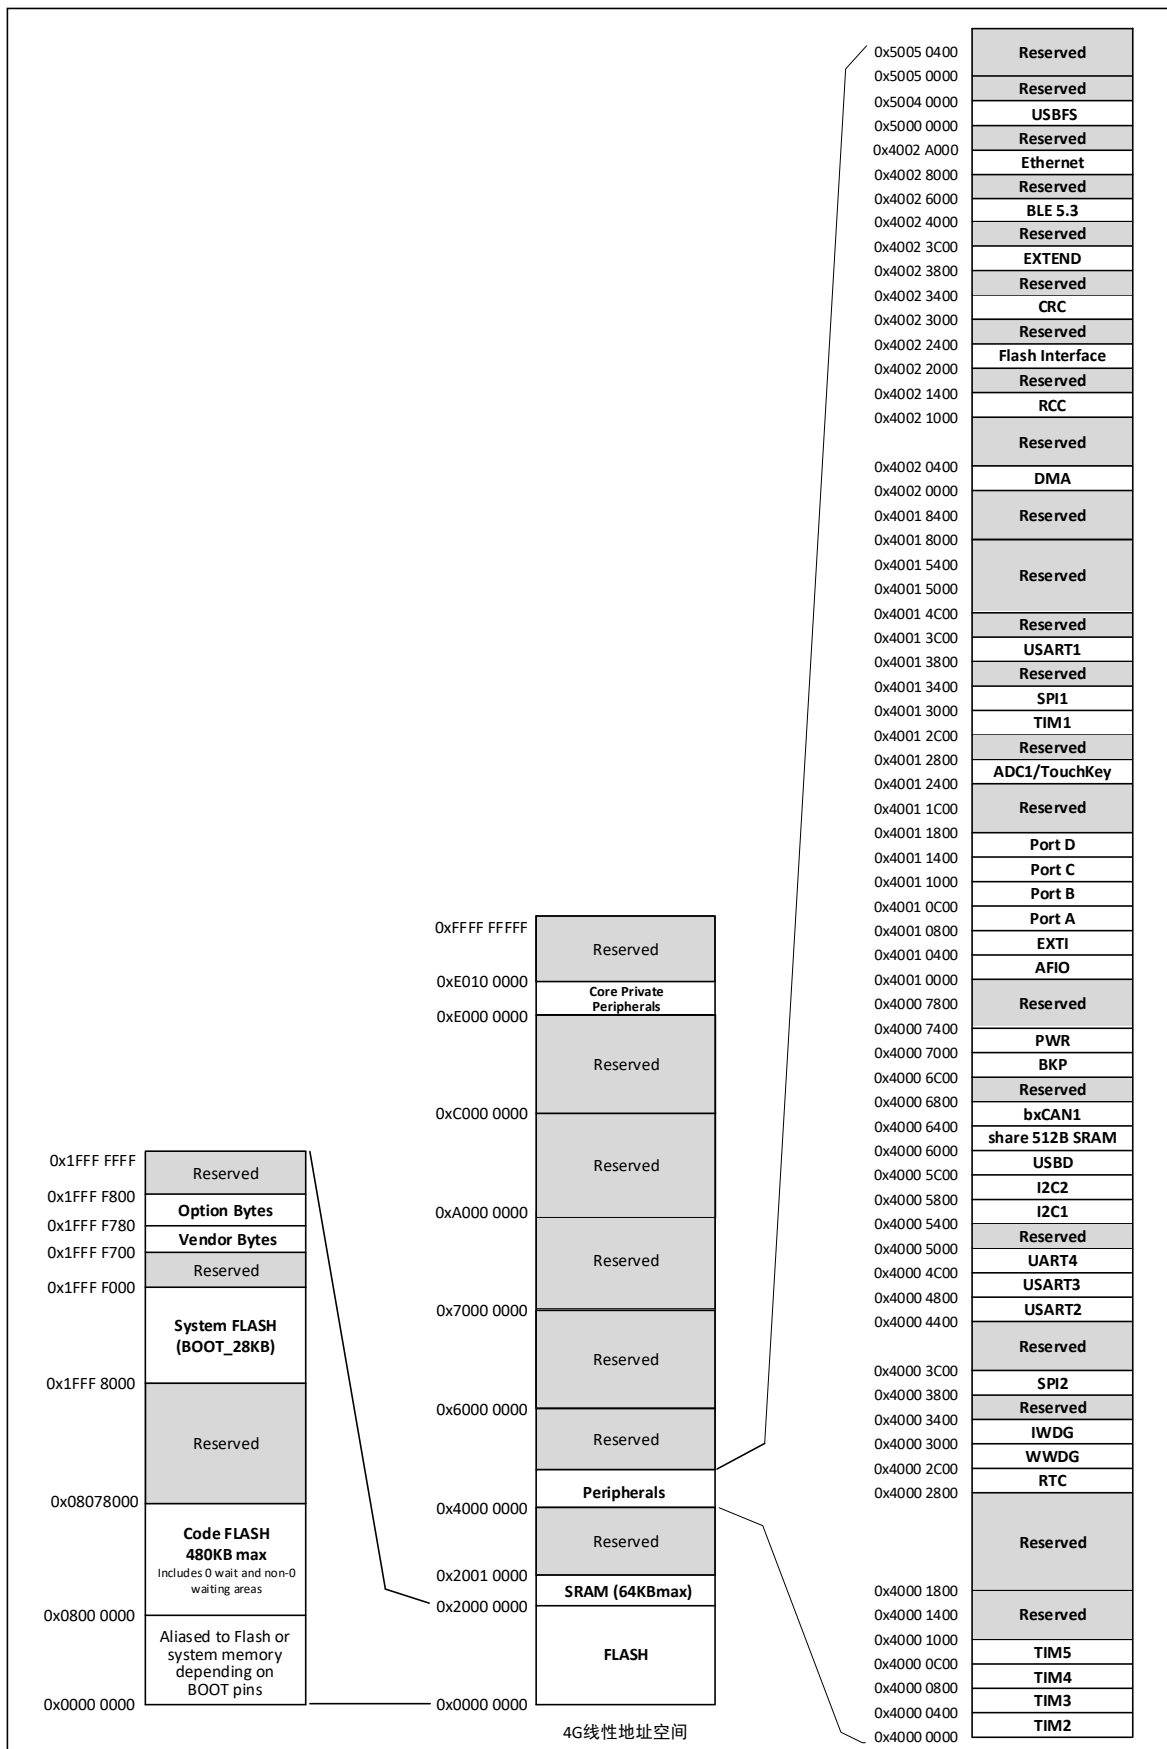 0x5005 0400
Reserved
0x5005 0000
Reserved
0x5004 0000
USBFS
0x5000 0000
Reserved
0x4002 A000
Ethernet
0x4002 8000
Reserved
0x4002 6000
BLE 5.3
0x4002 4000
Reserved
0x4002 3C00
EXTEND
0x4002 3800
Reserved
0x4002 3400
CRC
0x4002 3000
Reserved
0x4002 2400
Flash Interface
0x4002 2000
Reserved
0x4002 1400
RCC
0x4002 1000
Reserved
0x4002 0400
DMA
0x4002 0000
Reserved
0x4001 8400
0x4001 8000
0x4001 5400
Reserved
0x4001 5000
0x4001 4C00
Reserved
0x4001 3C00
USART1
0x4001 3800
Reserved
0x4001 3400
SPI1
0x4001 3000
TIM1
0x4001 2C00
Reserved
0x4001 2800
ADC1/TouchKey
0x4001 2400
Reserved
0x4001 1C00
0x4001 1800
Port D
0x4001 1400
Port C
0x4001 1000
Port B
0x4001 0C00
Port A
0x4001 0800
EXTI
0x4001 0400
AFIO
0x4001 0000
Reserved
0x4000 7800
0x4000 7400
PWR
0x4000 7000
BKP
0x4000 6C00
Reserved
0x4000 6800
bxCAN1
0x4000 6400
share 512B SRAM
0x4000 6000
USBD
0x4000 5C00
I2C2
0x4000 5800
I2C1
0x4000 5400
Reserved
0x4000 5000
UART4
0x4000 4C00
USART3
0x4000 4800
USART2
0x4000 4400
Reserved
0x4000 3C00
SPI2
0x4000 3800
Reserved
0x4000 3400
IWDG
0x4000 3000
WWDG
0x4000 2C00
RTC
0x4000 2800
Reserved
0x4000 1800
0x4000 1400
Reserved
0x4000 1000
TIM5
0x4000 0C00
TIM4
0x4000 0800
TIM3
0x4000 0400
TIM2
0x4000 0000
0xFFFF FFFFF
Reserved
0xE010 0000
Core Private
Peripherals
0xE000 0000
Reserved
0xC000 0000
Reserved
0xA000 0000
Reserved
0x7000 0000
Reserved
0x6000 0000
Reserved
Peripherals
0x4000 0000
Reserved
0x2001 0000
SRAM (64KBmax)
0x2000 0000
FLASH
0x0000 0000
4G线性地址空间
0x1FFF FFFF
Reserved
0x1FFF F800
Option Bytes
0x1FFF F780
Vendor Bytes
0x1FFF F700
Reserved
0x1FFF F000
System FLASH
(BOOT_28KB)
0x1FFF 8000
Reserved
0x08078000
Code FLASH
480KB max
Includes 0 wait and non-0
waiting areas
0x0800 0000
Aliased to Flash or
system memory
depending on
BOOT pins
0x0000 0000